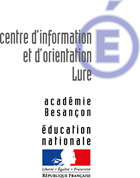 centre d'information
et d'orientation
Lure
académie
Besançon
éducation
nationale
Liberté • Égalité • Fraternité
RÉPUBLIQUE FRANÇAISE